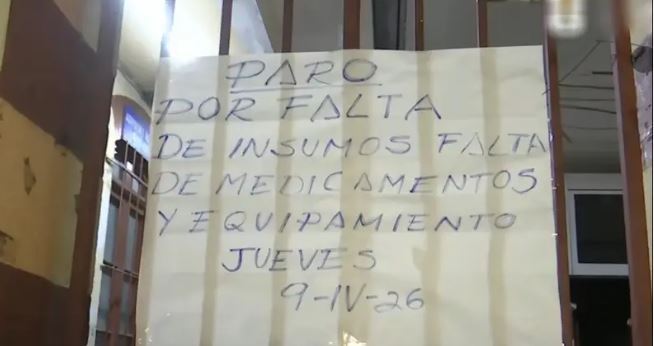 PARO
POR FALTA
DE INSUMOS FALTA
DE MEDICAMENTOS
Y EQUIPAMIENTO
JUEVES
9-IV-26